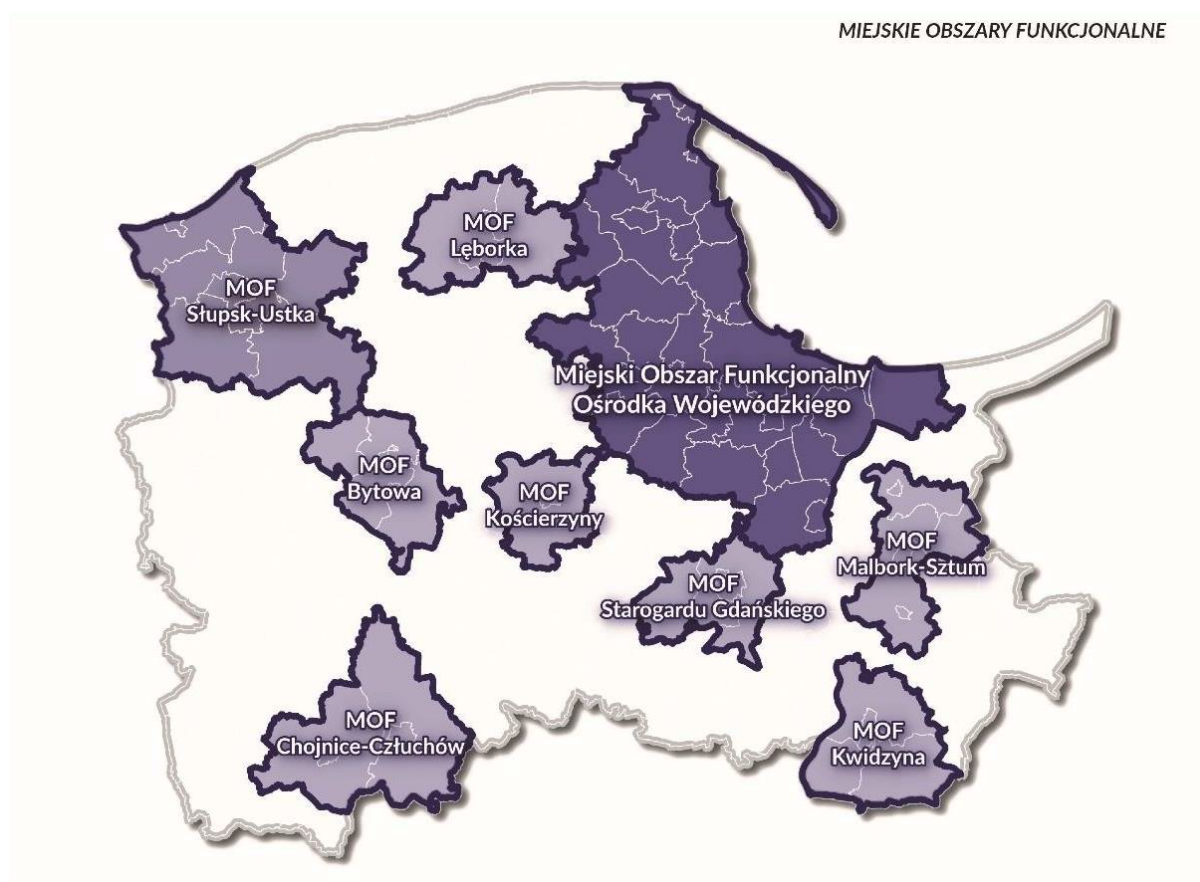 MIEJSKIE OBSZARY FUNKCJONALNE
MOF
Lęborka
MOF
Słupsk-Ustka
Miejski Obszar Funkcjonalny
Ośrodka Wojewódzkiego
MOF
Bytowa
MOF
Kościerzyny
MOF
Malbork-Sztum
MOF
Starogardu Gdańskiego
MOF
Chojnice-Człuchów
MOF
Kwidzyna